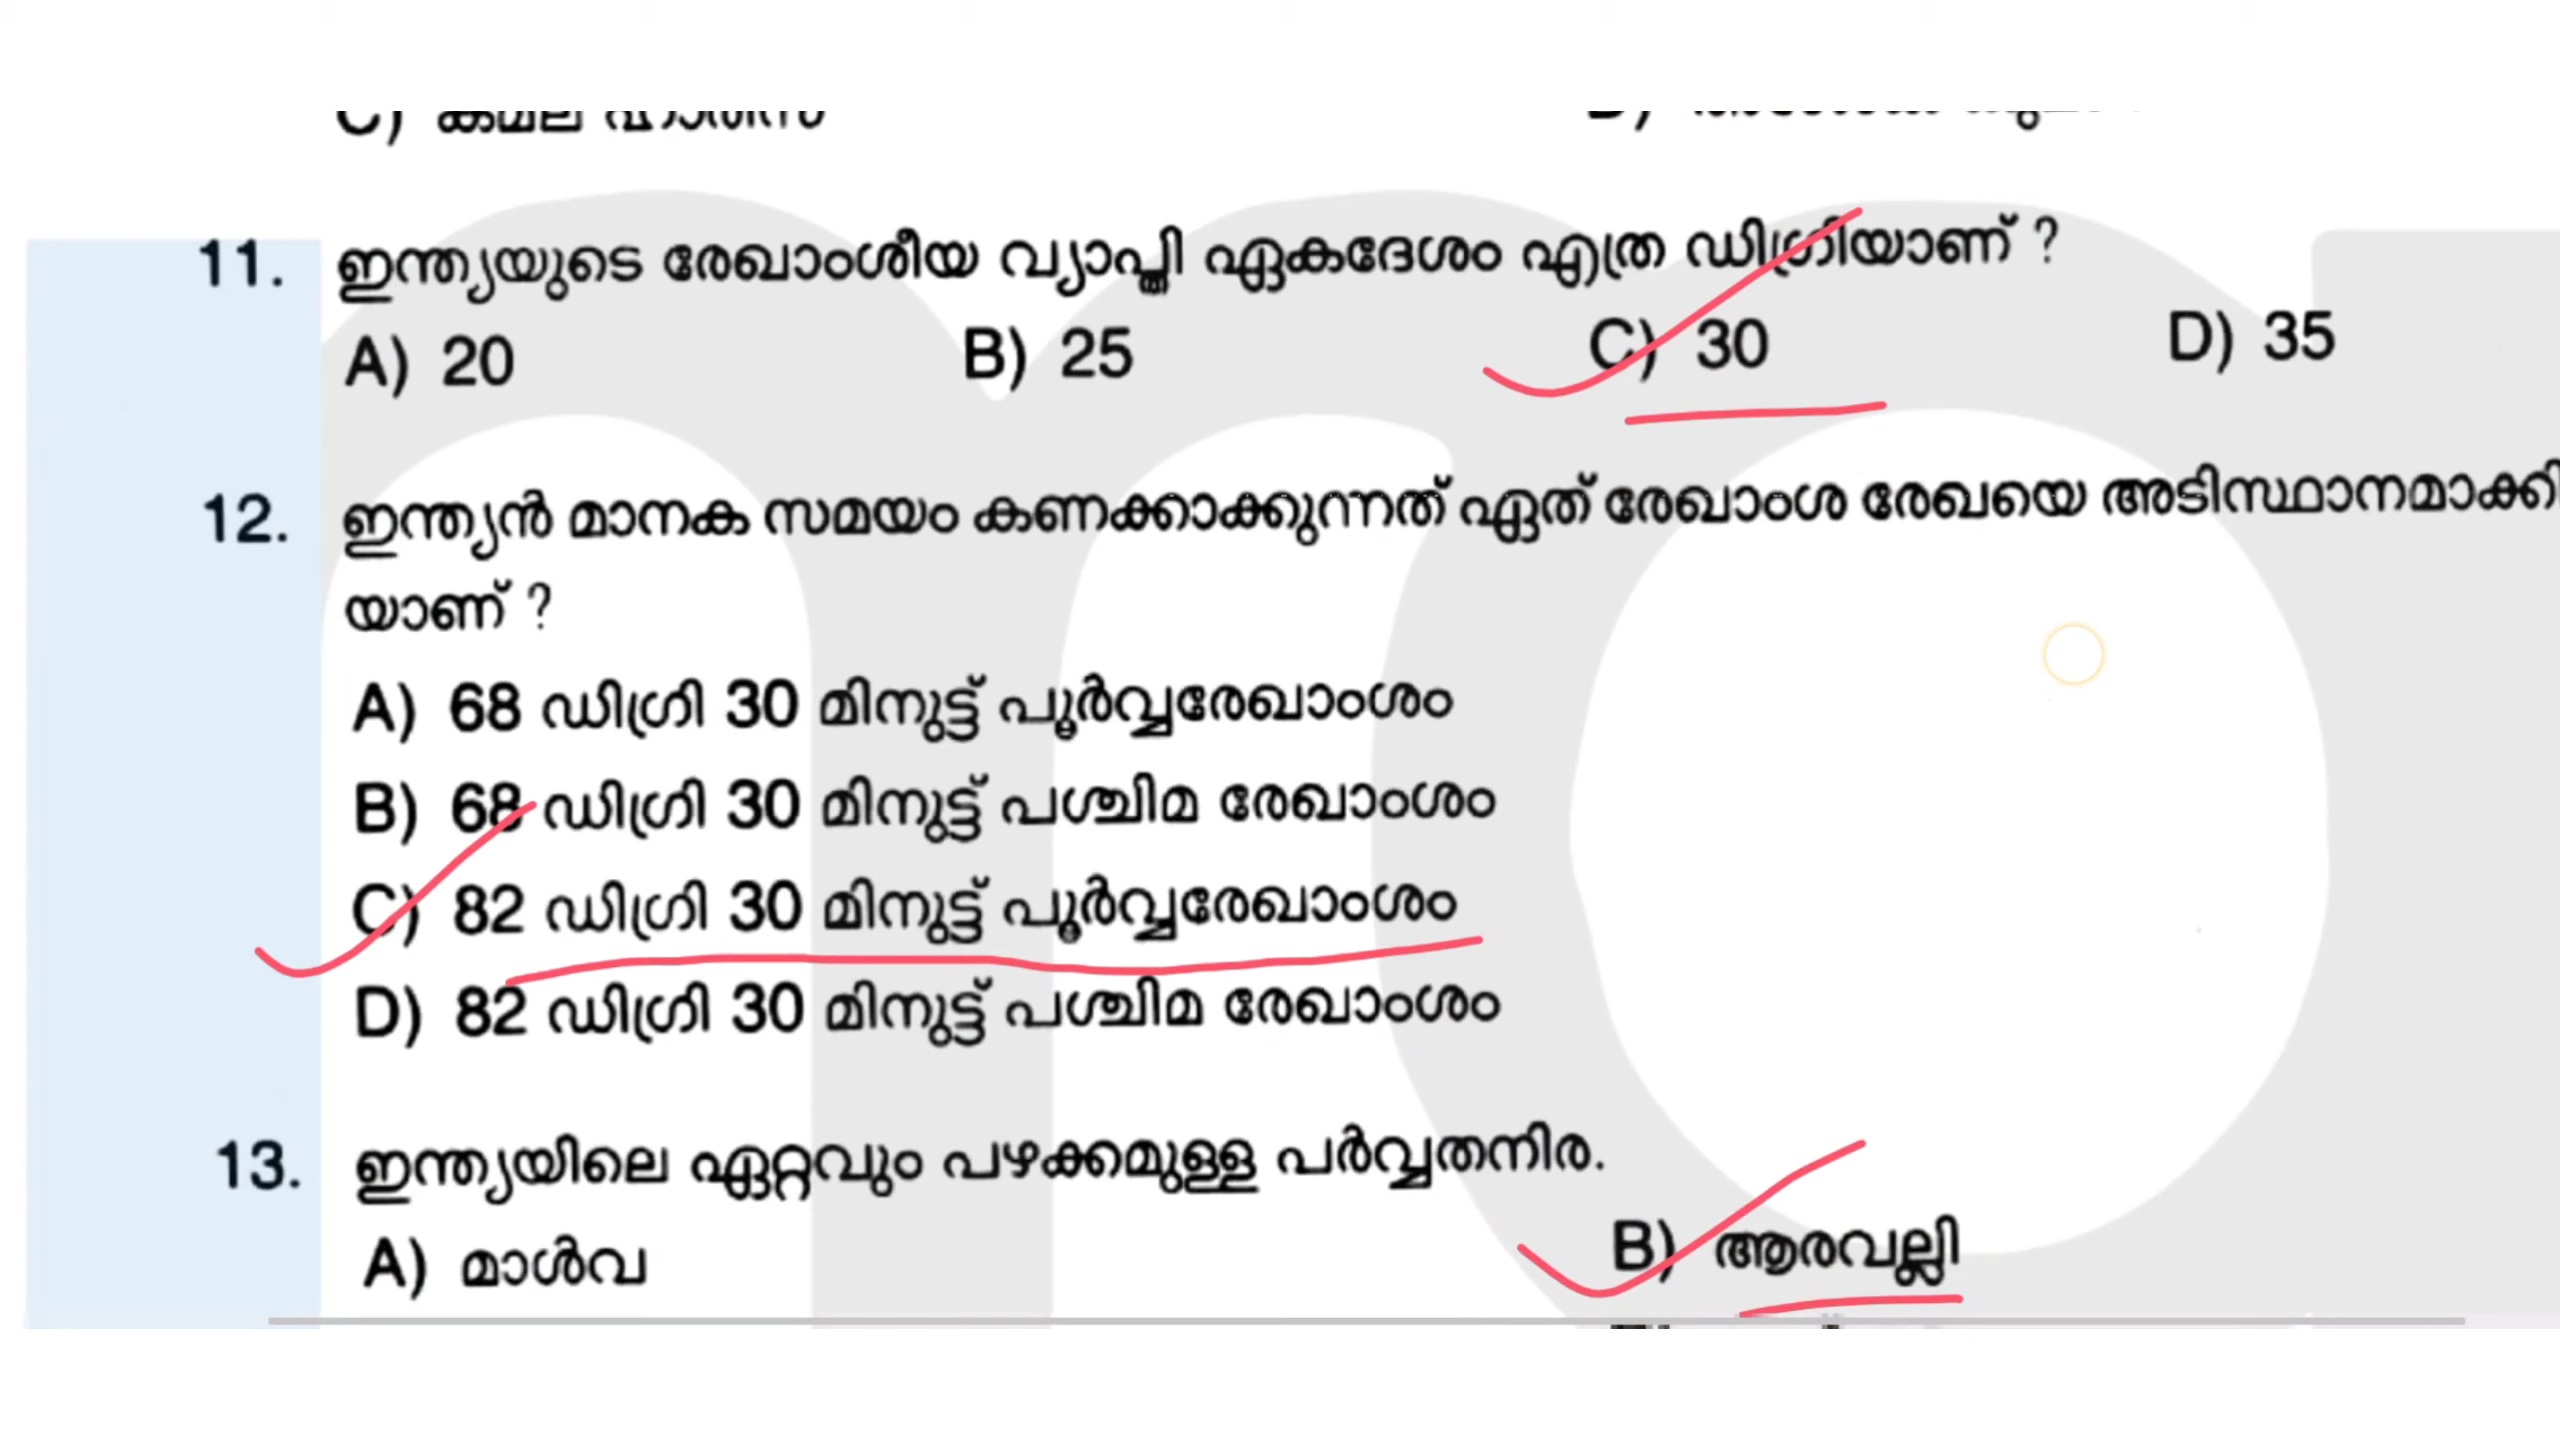 C) കമല ഹാരിസ്
11. ഇന്ത്യയുടെ രേഖാംശീയ വ്യാപ്തി ഏകദേശം എത്ര ഡിഗ്രിയാണ് ?
A) 20 B) 25 C) 30 D) 35
12. ഇന്ത്യൻ മാനക സമയം കണക്കാക്കുന്നത് ഏത് രേഖാംശ രേഖയെ അടിസ്ഥാനമാക്കി
യാണ് ?
A) 68 ഡിഗ്രി 30 മിനുട്ട് പൂർവ്വരേഖാംശം
B) 68 ഡിഗ്രി 30 മിനുട്ട് പശ്ചിമ രേഖാംശം
C) 82 ഡിഗ്രി 30 മിനുട്ട് പൂർവ്വരേഖാംശം
D) 82 ഡിഗ്രി 30 മിനുട്ട് പശ്ചിമ രേഖാംശം
13. ഇന്ത്യയിലെ ഏറ്റവും പഴക്കമുള്ള പർവ്വതനിര.
A) മാൾവ B) ആരവല്ലി